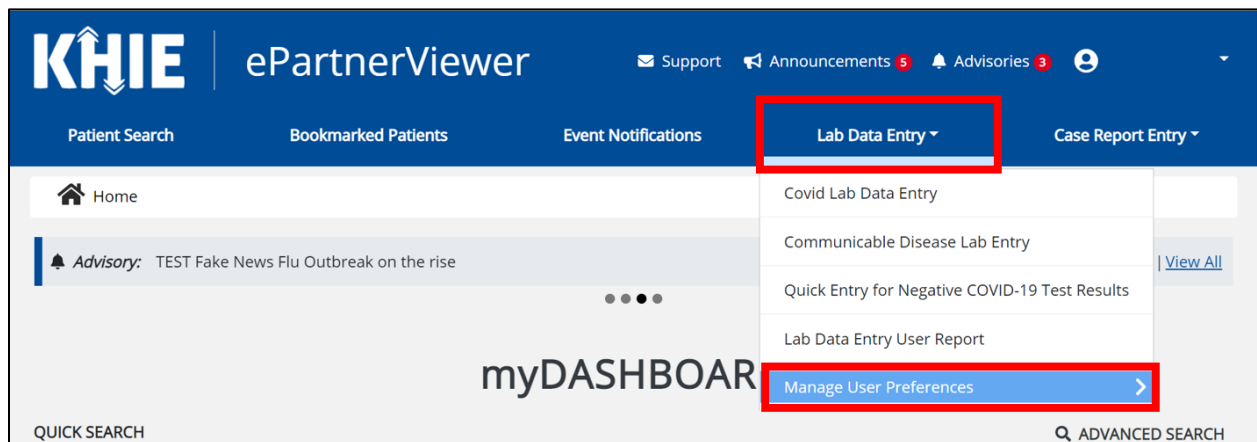 KHIE ePartnerViewer Support Announcements 5 Advisories 3
Patient Search Bookmarked Patients Event Notifications Lab Data Entry Case Report Entry
Home
Covid Lab Data Entry
Communicable Disease Lab Entry
Advisory: TEST Fake News Flu Outbreak on the rise | View All
Quick Entry for Negative COVID-19 Test Results
Lab Data Entry User Report
myDASHBOAR
Manage User Preferences
QUICK SEARCH ADVANCED SEARCH